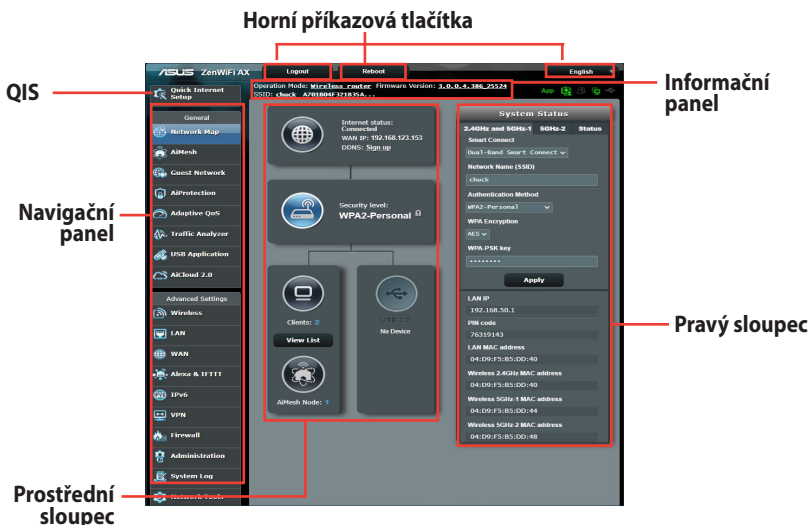 Horní příkazová tlačítka
QIS
Informační
panel
Navigační
panel
Pravý sloupec
Prostřední
sloupec
ASUS ZenWiFi AX
Logout
Reboot
English
Quick Internet
Setup
Operation Mode: Wireless router Firmware Version: 3.0.0.4.386_25524
SSID: chuck A701B04F321B35A...
App
General
Network Map
AiMesh
Guest Network
AiProtection
Adaptive QoS
Traffic Analyzer
USB Application
AiCloud 2.0
Advanced Settings
Wireless
LAN
WAN
Alexa & IFTTT
IPv6
VPN
Firewall
Administration
System Log
Network Tools
Internet status:
Connected
WAN IP: 192.168.123.153
DDNS: Sign up
Security level:
WPA2-Personal
Clients: 2
View List
AiMesh Node: 1
USB 3.0
No Device
System Status
2.4GHz and 5GHz-1 5GHz-2 Status
Smart Connect
Dual-Band Smart Connect
Network Name (SSID)
chuck
Authentication Method
WPA2-Personal
WPA Encryption
AES
WPA-PSK key
••••••••
Apply
LAN IP
192.168.50.1
PIN code
76319143
LAN MAC address
04:D9:F5:B5:DD:40
Wireless 2.4GHz MAC address
04:D9:F5:B5:DD:40
Wireless 5GHz-1 MAC address
04:D9:F5:B5:DD:44
Wireless 5GHz-2 MAC address
04:D9:F5:B5:DD:48